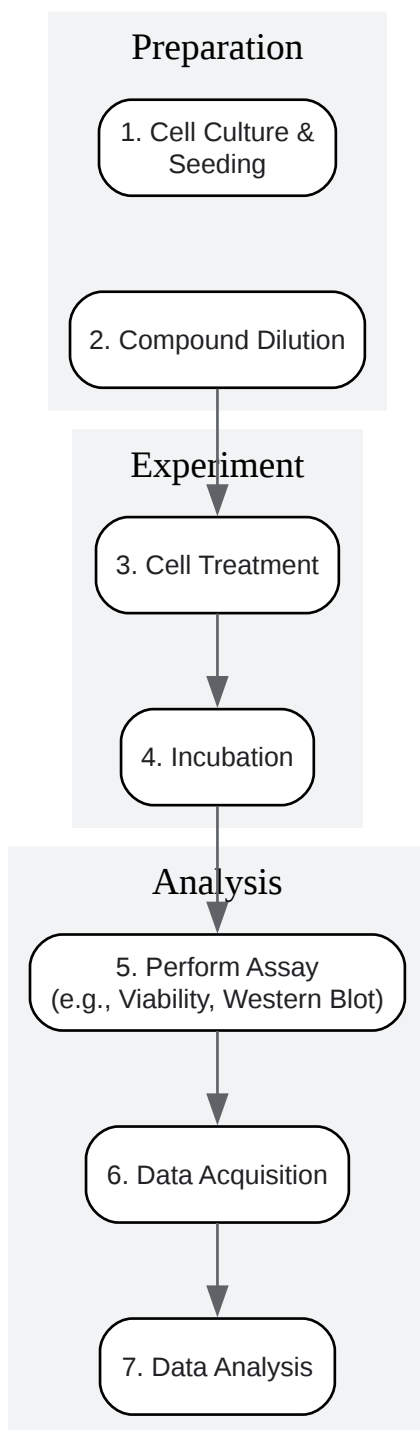 Preparation
1. Cell Culture &
Seeding
2. Compound Dilution
Experiment
3. Cell Treatment
4. Incubation
Analysis
5. Perform Assay
(e.g., Viability, Western Blot)
6. Data Acquisition
7. Data Analysis